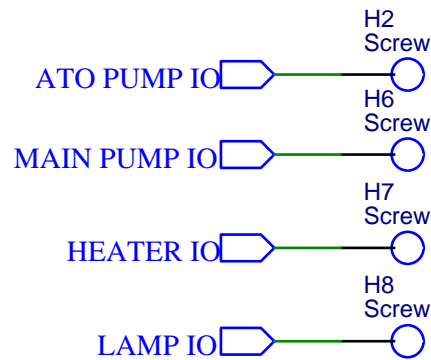 H2
Screw
ATO PUMP IO
H6
Screw
MAIN PUMP IO
H7
Screw
HEATER IO
H8
Screw
LAMP IO